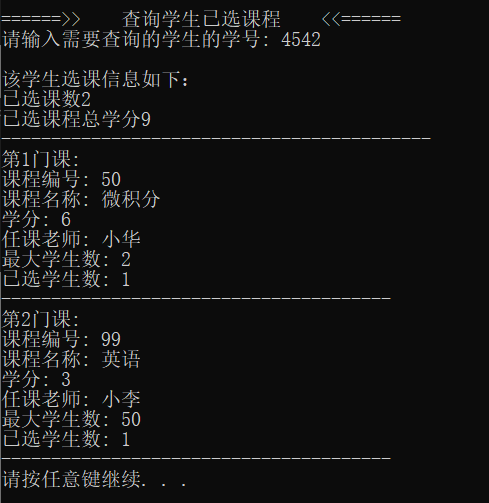 ======>>    查询学生已选课程    <<======
请输入需要查询的学生的学号: 4542
该学生选课信息如下:
已选课数2
已选课程总学分9
-------------------------------------------
第1门课:
课程编号: 50
课程名称: 微积分
学分: 6
任课老师: 小华
最大学生数: 2
已选学生数: 1
---------------------------------------
第2门课:
课程编号: 99
课程名称: 英语
学分: 3
任课老师: 小李
最大学生数: 50
已选学生数: 1
---------------------------------------
请按任意键继续. . .